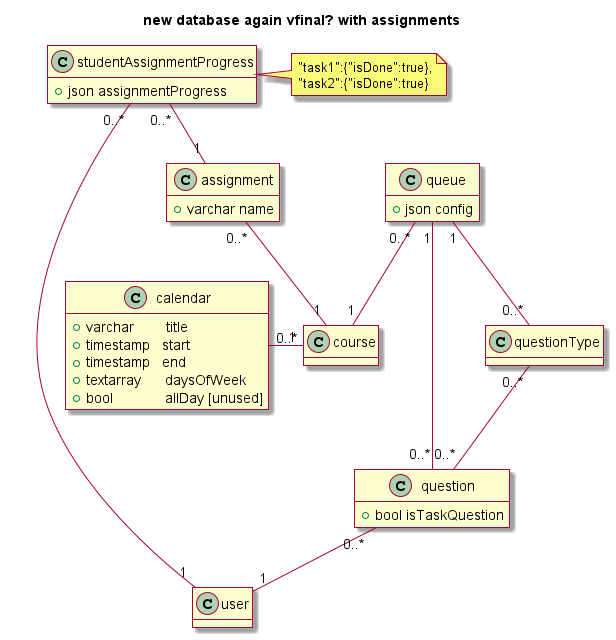 new database again vfinal? with assignments
C studentAssignmentProgress
json assignmentProgress
"task1":{"isDone":true},
"task2":{"isDone":true}
0..* 0..*
1
C assignment
varchar name
C queue
json config
0..* 0..* 1 1
C calendar
varchar title
timestamp start
timestamp end
textarray daysOfWeek
bool allDay [unused]
1 1 0..*
0..*
C course
C questionType
0..*
0..* 0..*
C question
bool isTaskQuestion
0..*
1 1
C user